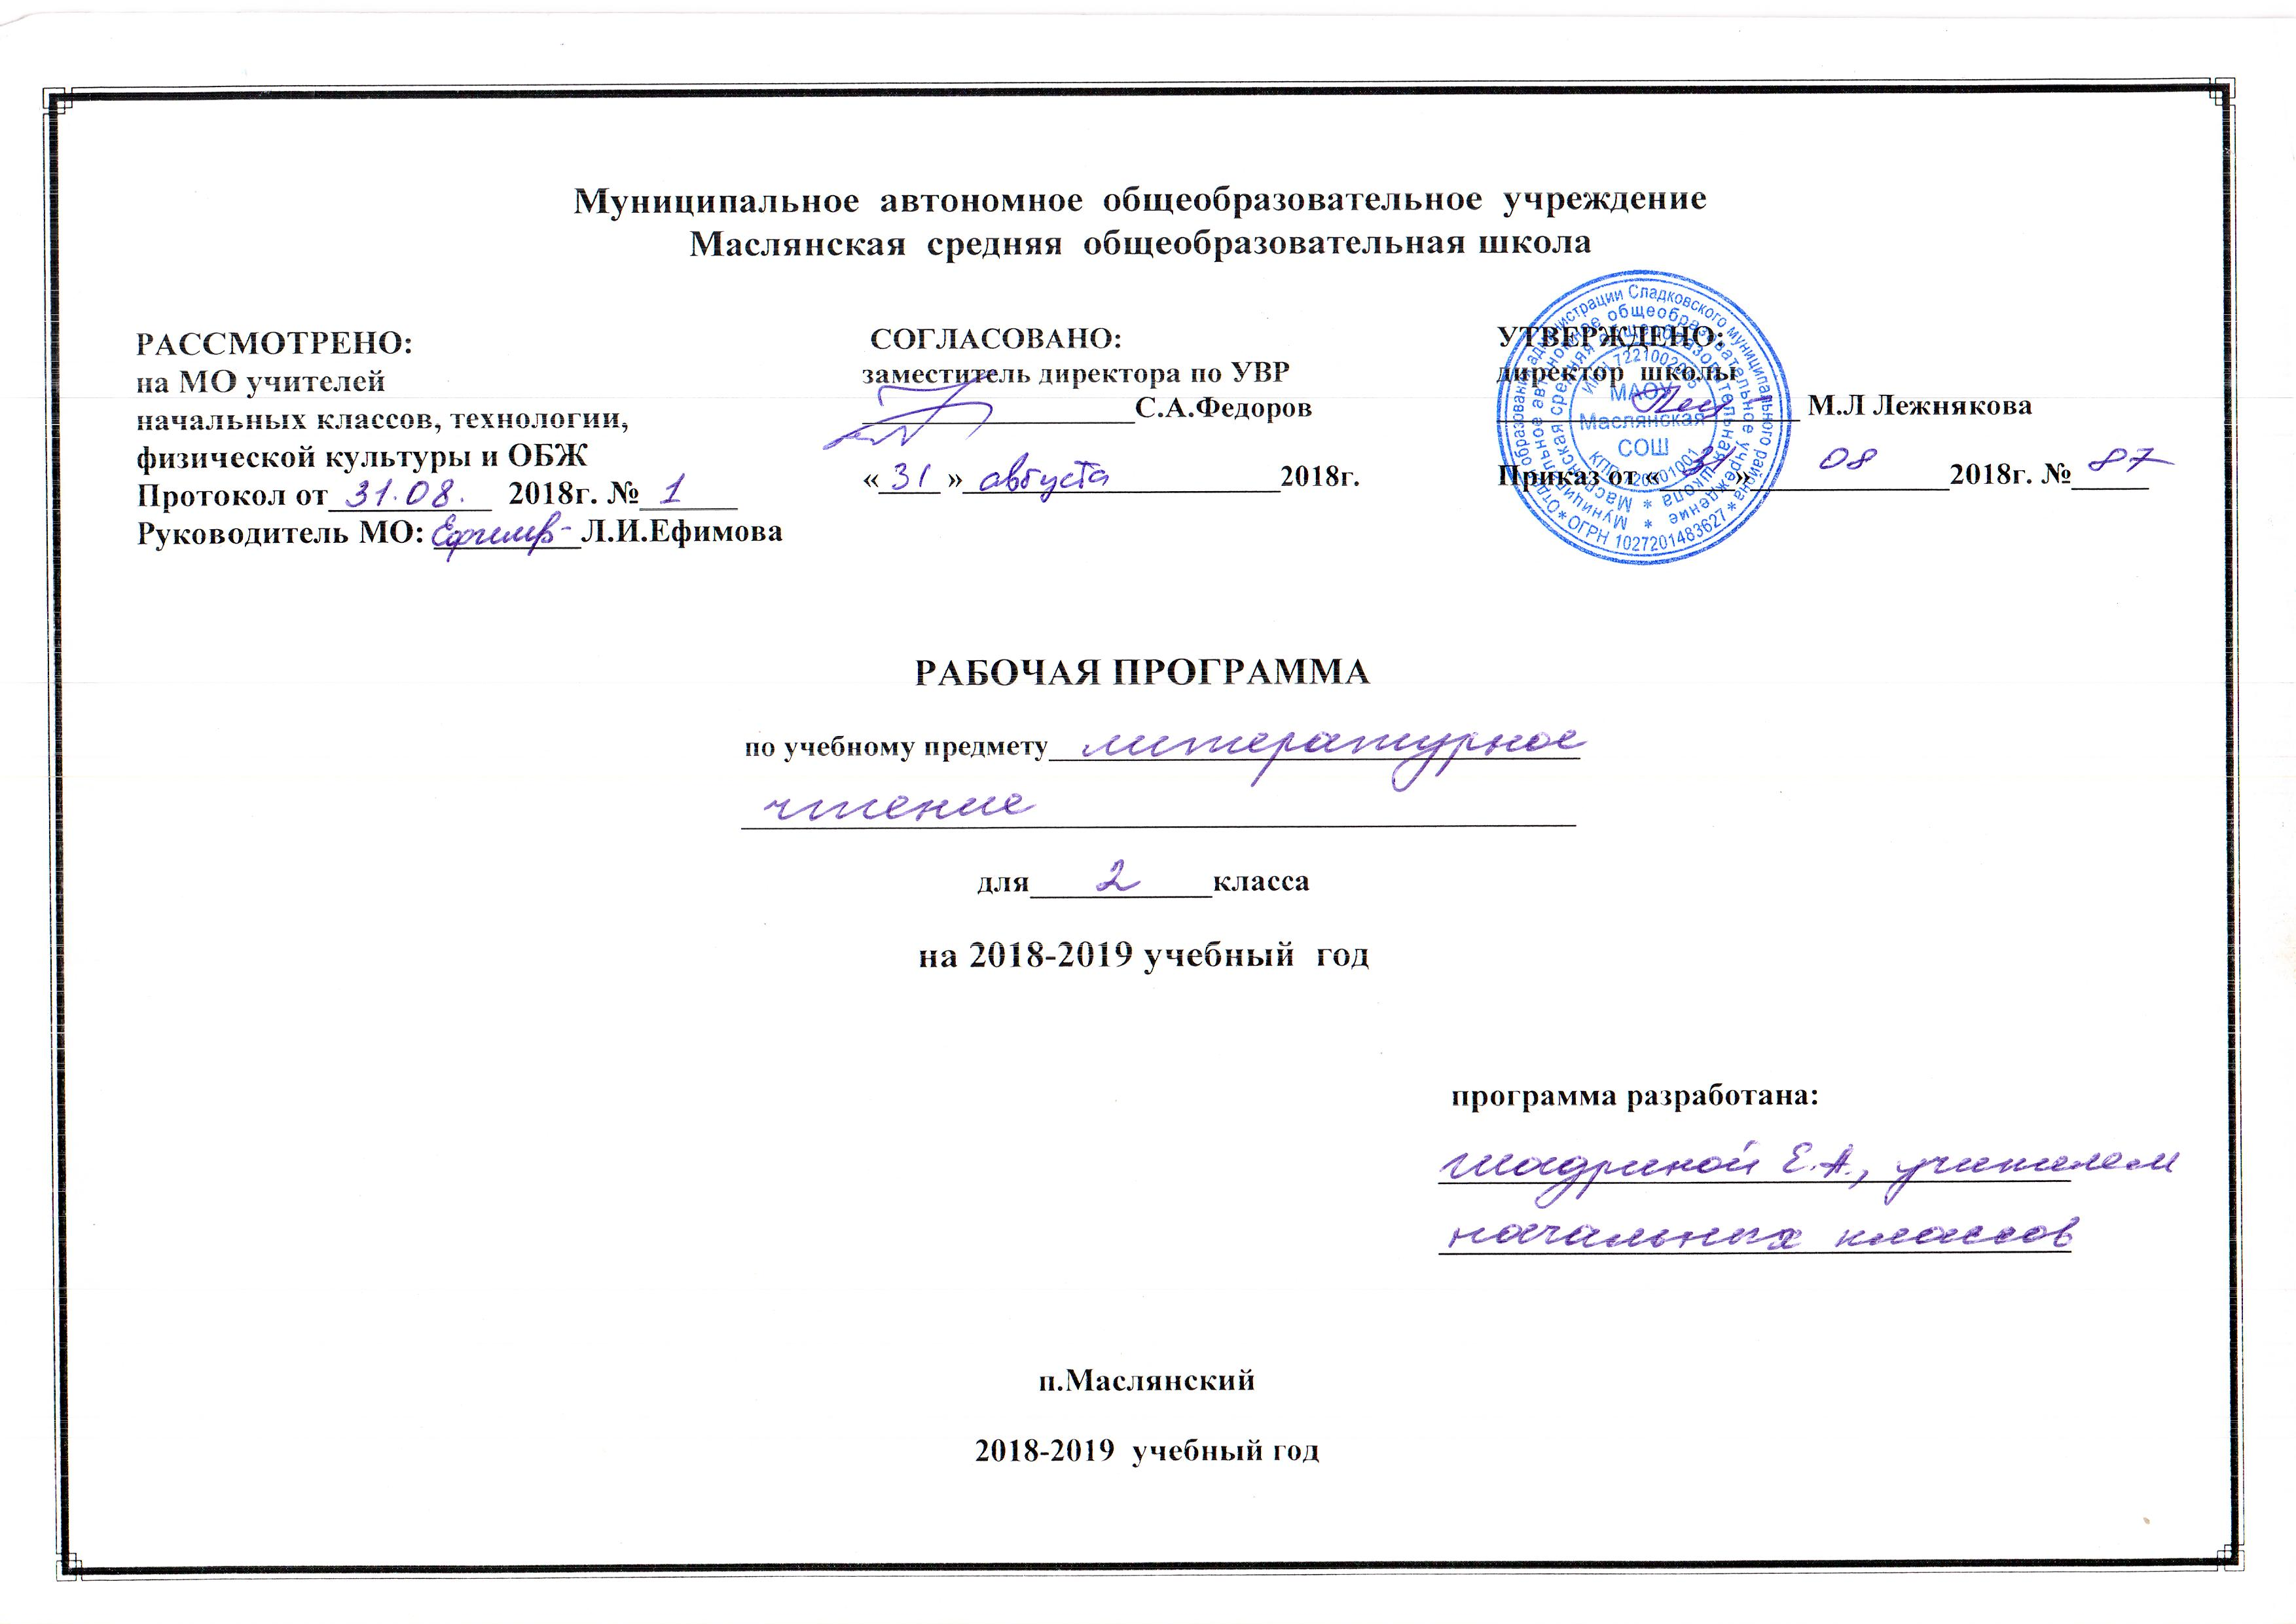 Муниципальное автономное общеобразовательное учреждение
Маслянская средняя общеобразовательная школа
РАССМОТРЕНО:
на МО учителей
начальных классов, технологии,
физической культуры и ОБЖ
Протокол от 31.08. 2018г. № 1
Руководитель МО: Л.И.Ефимова
СОГЛАСОВАНО:
заместитель директора по УВР
С.А.Федоров
« 31 » августа 2018г.
УТВЕРЖДЕНО:
директор школы
М.Л Лежнякова
Приказ от « 31 » 08 2018г. № 87
МАОУ
Маслянская
СОШ
ОГРН 1027201483627
РАБОЧАЯ ПРОГРАММА
по учебному предмету литературное
чтение
для 2 класса
на 2018-2019 учебный год
программа разработана:
Шадриной Е.А., учителем
начальных классов
п.Маслянский
2018-2019 учебный год